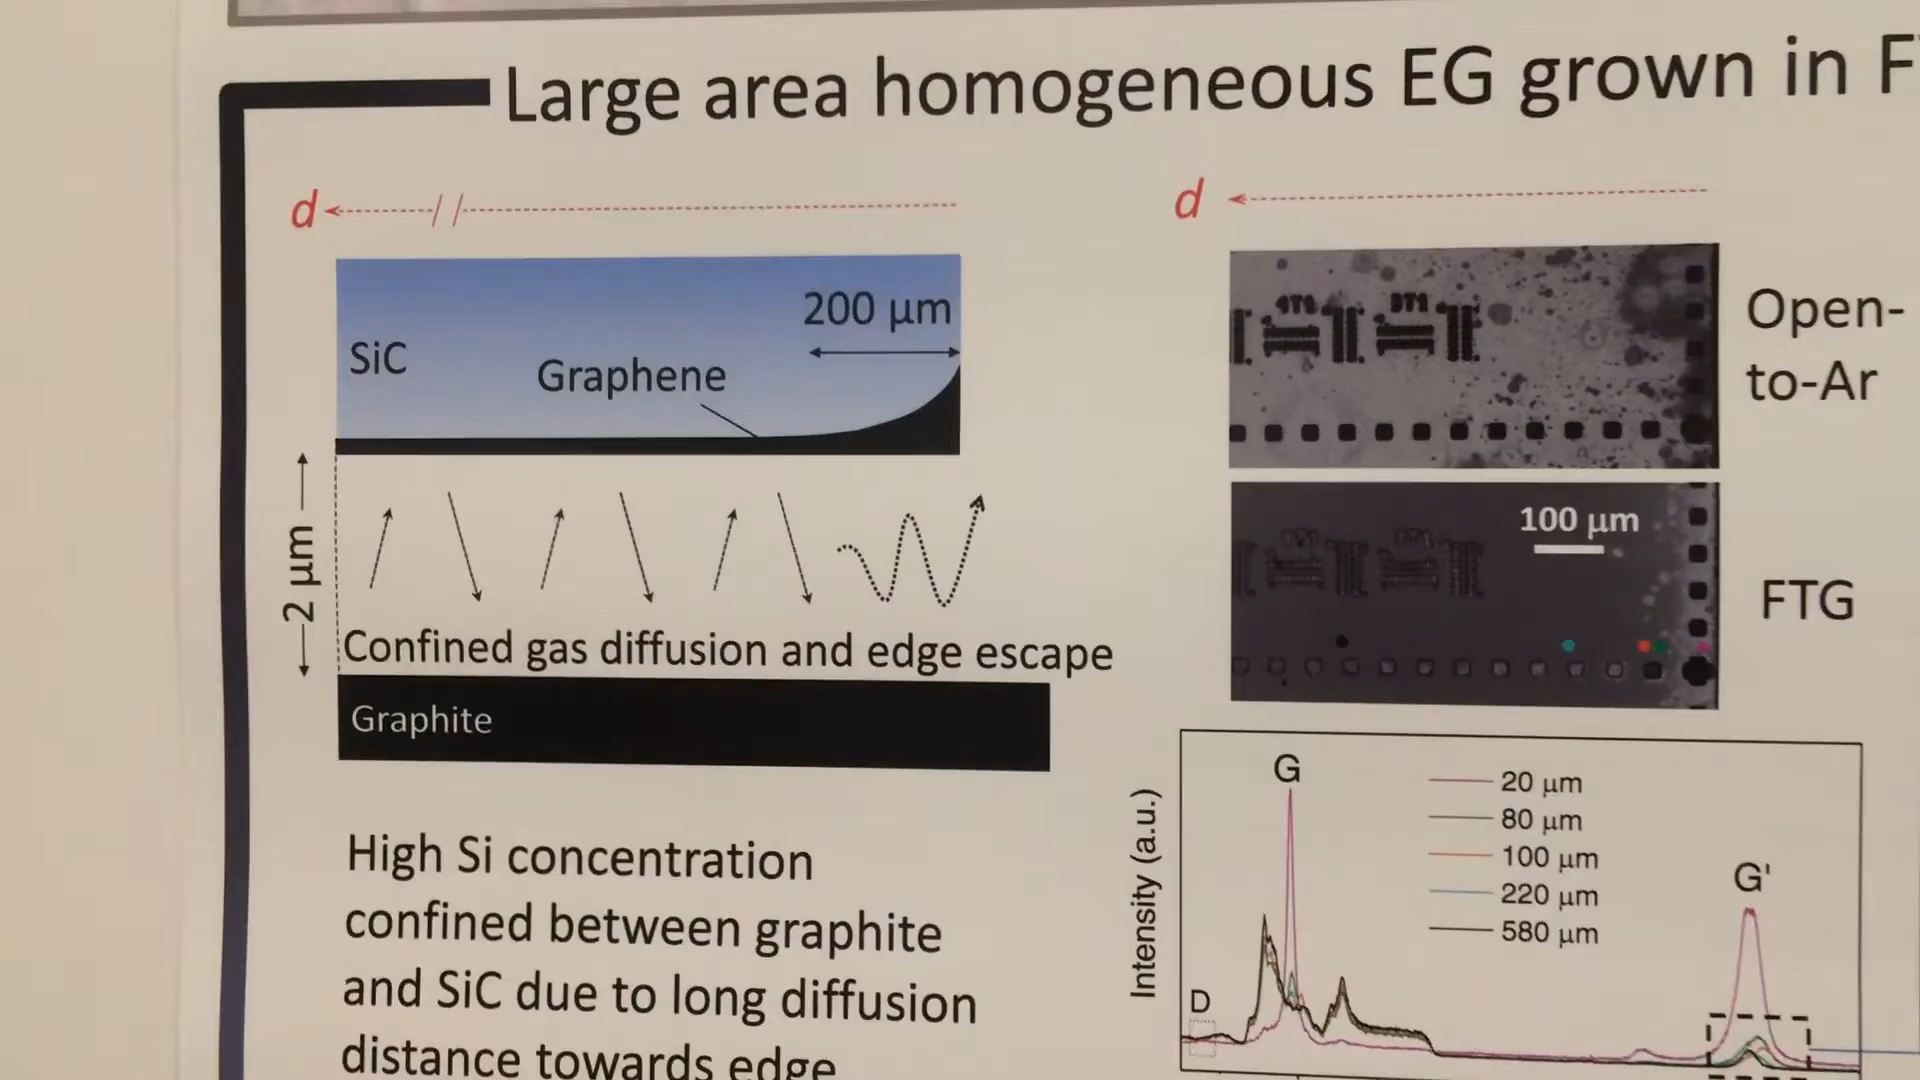 Large area homogeneous EG grown in F
d
200 µm
SiC
Graphene
2 µm
Confined gas diffusion and edge escape
Graphite
High Si concentration
confined between graphite
and SiC due to long diffusion
distance towards edge
d
Open-
to-Ar
100 µm
FTG
G
20 µm
80 µm
100 µm
220 µm
580 µm
G'
D
Intensity (a.u.)